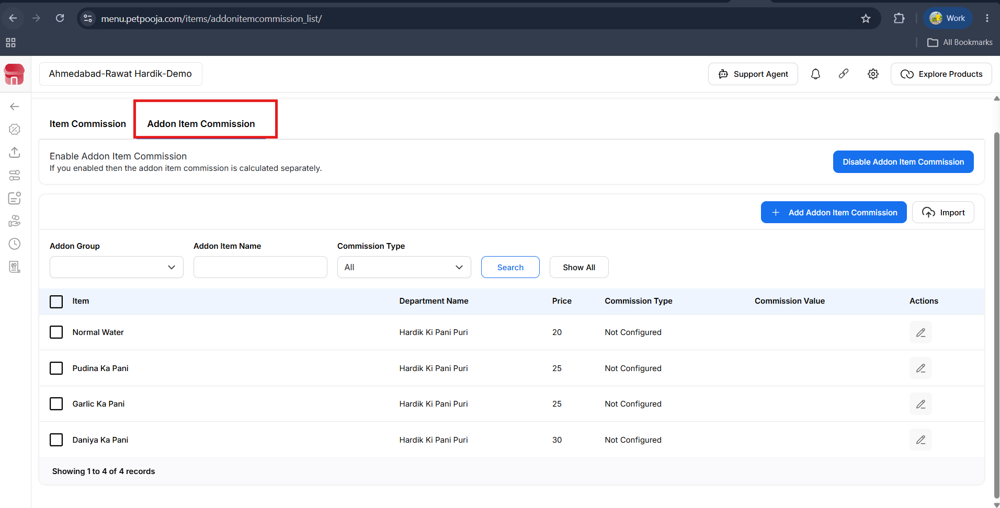 menu.petpooja.com/items/addonitemcommission_list/
Work
All Bookmarks
Ahmedabad-Rawat Hardik-Demo
Support Agent
Explore Products
Item Commission
Addon Item Commission
Enable Addon Item Commission
If you enabled then the addon item commission is calculated separately.
Disable Addon Item Commission
Add Addon Item Commission
Import
Addon Group
Addon Item Name
Commission Type
All
Search
Show All
Item Department Name Price Commission Type Commission Value Actions
Normal Water Hardik Ki Pani Puri 20 Not Configured
Pudina Ka Pani Hardik Ki Pani Puri 25 Not Configured
Garlic Ka Pani Hardik Ki Pani Puri 25 Not Configured
Daniya Ka Pani Hardik Ki Pani Puri 30 Not Configured
Showing 1 to 4 of 4 records